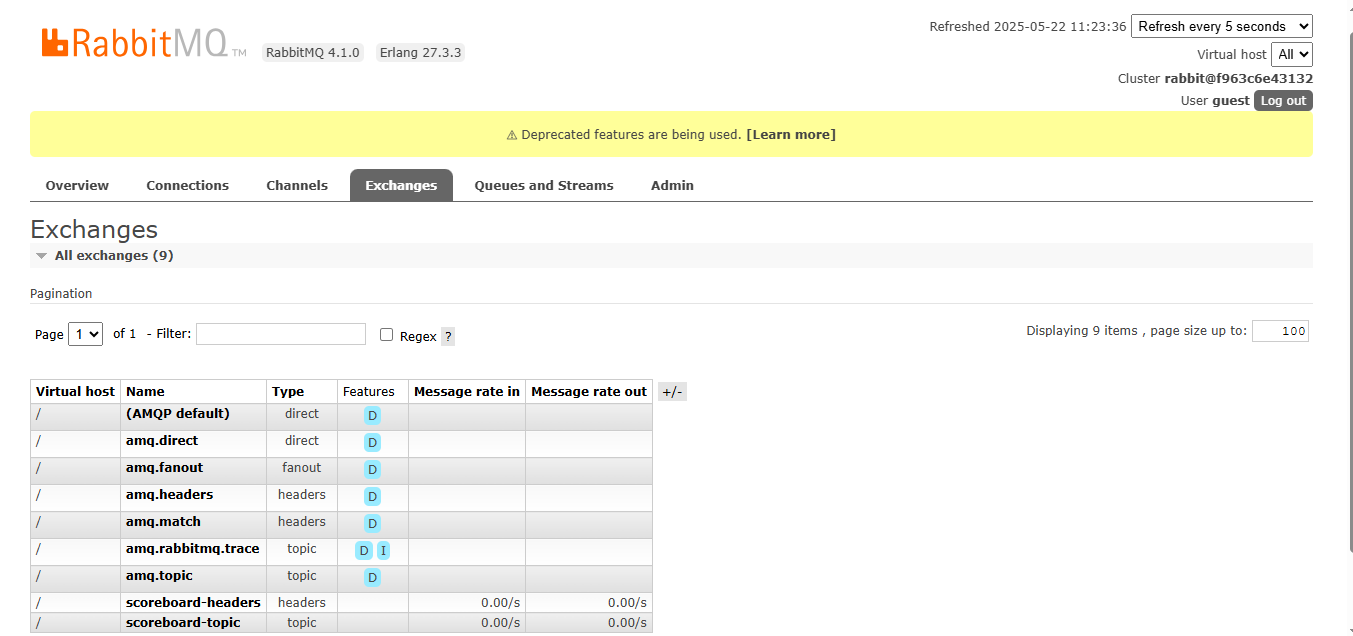 Refreshed 2025-05-22 11:23:36 Refresh every 5 seconds
RabbitMQ TM RabbitMQ 4.1.0 Erlang 27.3.3
Virtual host All
Cluster rabbit@f963c6e43132
User guest Log out
⚠ Deprecated features are being used. [Learn more]
Overview Connections Channels Exchanges Queues and Streams Admin
Exchanges
All exchanges (9)
Pagination
Page 1 of 1 - Filter: Regex ? Displaying 9 items , page size up to: 100
Virtual host Name Type Features Message rate in Message rate out +/-
/ (AMQP default) direct D
/ amq.direct direct D
/ amq.fanout fanout D
/ amq.headers headers D
/ amq.match headers D
/ amq.rabbitmq.trace topic D I
/ amq.topic topic D
/ scoreboard-headers headers 0.00/s 0.00/s
/ scoreboard-topic topic 0.00/s 0.00/s